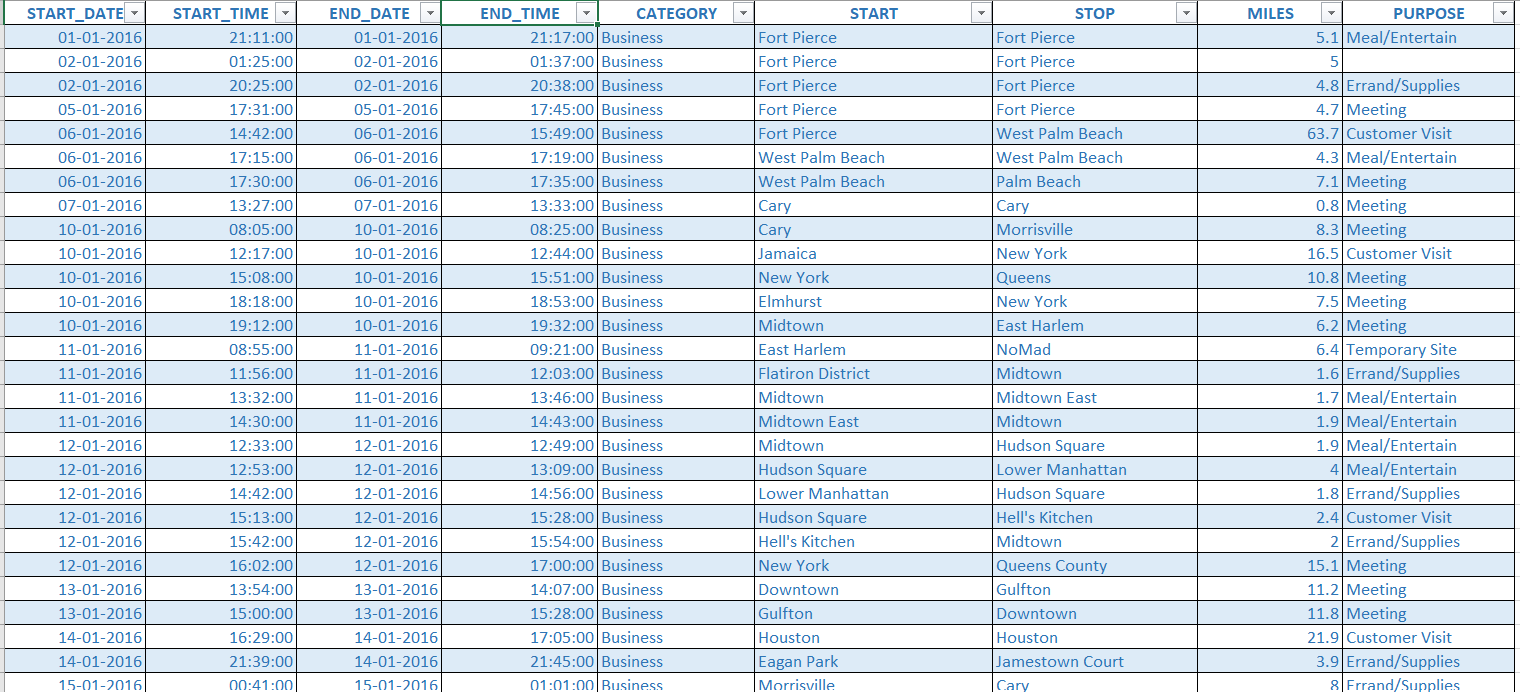 START_DATE START_TIME END_DATE END_TIME CATEGORY START STOP MILES PURPOSE
01-01-2016 21:11:00 01-01-2016 21:17:00 Business Fort Pierce Fort Pierce 5.1 Meal/Entertain
02-01-2016 01:25:00 02-01-2016 01:37:00 Business Fort Pierce Fort Pierce 5
02-01-2016 20:25:00 02-01-2016 20:38:00 Business Fort Pierce Fort Pierce 4.8 Errand/Supplies
05-01-2016 17:31:00 05-01-2016 17:45:00 Business Fort Pierce Fort Pierce 4.7 Meeting
06-01-2016 14:42:00 06-01-2016 15:49:00 Business Fort Pierce West Palm Beach 63.7 Customer Visit
06-01-2016 17:15:00 06-01-2016 17:19:00 Business West Palm Beach West Palm Beach 4.3 Meal/Entertain
06-01-2016 17:30:00 06-01-2016 17:35:00 Business West Palm Beach Palm Beach 7.1 Meeting
07-01-2016 13:27:00 07-01-2016 13:33:00 Business Cary Cary 0.8 Meeting
10-01-2016 08:05:00 10-01-2016 08:25:00 Business Cary Morrisville 8.3 Meeting
10-01-2016 12:17:00 10-01-2016 12:44:00 Business Jamaica New York 16.5 Customer Visit
10-01-2016 15:08:00 10-01-2016 15:51:00 Business New York Queens 10.8 Meeting
10-01-2016 18:18:00 10-01-2016 18:53:00 Business Elmhurst New York 7.5 Meeting
10-01-2016 19:12:00 10-01-2016 19:32:00 Business Midtown East Harlem 6.2 Meeting
11-01-2016 08:55:00 11-01-2016 09:21:00 Business East Harlem NoMad 6.4 Temporary Site
11-01-2016 11:56:00 11-01-2016 12:03:00 Business Flatiron District Midtown 1.6 Errand/Supplies
11-01-2016 13:32:00 11-01-2016 13:46:00 Business Midtown Midtown East 1.7 Meal/Entertain
11-01-2016 14:30:00 11-01-2016 14:43:00 Business Midtown East Midtown 1.9 Meal/Entertain
12-01-2016 12:33:00 12-01-2016 12:49:00 Business Midtown Hudson Square 1.9 Meal/Entertain
12-01-2016 12:53:00 12-01-2016 13:09:00 Business Hudson Square Lower Manhattan 4 Meal/Entertain
12-01-2016 14:42:00 12-01-2016 14:56:00 Business Lower Manhattan Hudson Square 1.8 Errand/Supplies
12-01-2016 15:13:00 12-01-2016 15:28:00 Business Hudson Square Hell's Kitchen 2.4 Customer Visit
12-01-2016 15:42:00 12-01-2016 15:54:00 Business Hell's Kitchen Midtown 2 Errand/Supplies
12-01-2016 16:02:00 12-01-2016 17:00:00 Business New York Queens County 15.1 Meeting
13-01-2016 13:54:00 13-01-2016 14:07:00 Business Downtown Gulfton 11.2 Meeting
13-01-2016 15:00:00 13-01-2016 15:28:00 Business Gulfton Downtown 11.8 Meeting
14-01-2016 16:29:00 14-01-2016 17:05:00 Business Houston Houston 21.9 Customer Visit
14-01-2016 21:39:00 14-01-2016 21:45:00 Business Eagan Park Jamestown Court 3.9 Errand/Supplies
15-01-2016 00:41:00 15-01-2016 01:01:00 Business Morrisville Cary 8 Errand/Supplies